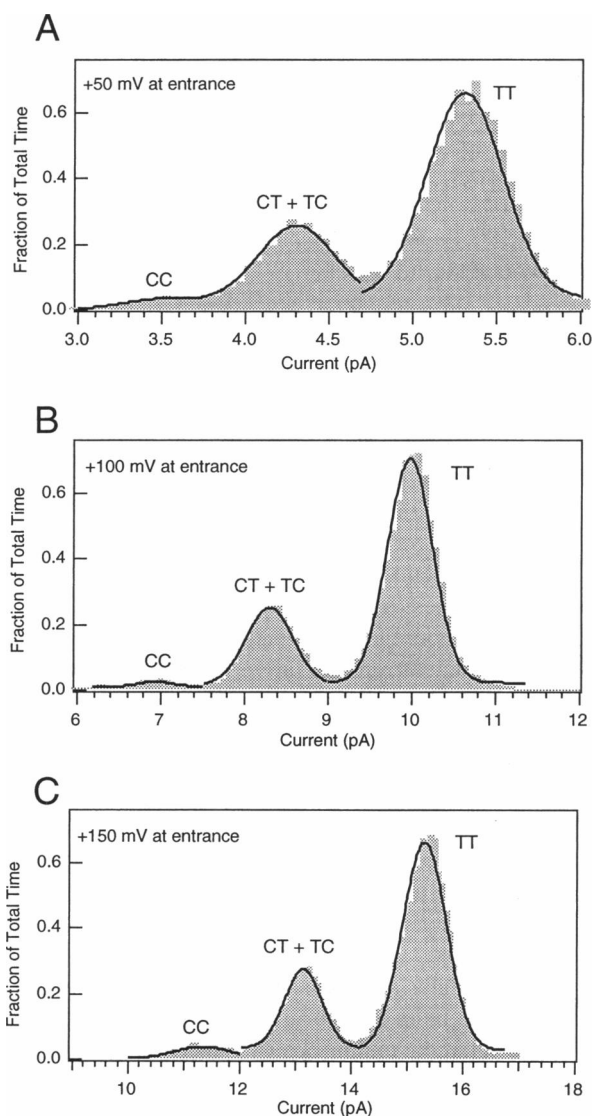 A
+50 mV at entrance
TT
CT + TC
CC
Fraction of Total Time
0.6
0.4
0.2
0.0
3.0 3.5 4.0 4.5 5.0 5.5 6.0
Current (pA)
B
+100 mV at entrance
TT
CT + TC
CC
Fraction of Total Time
0.6
0.4
0.2
0.0
6 7 8 9 10 11 12
Current (pA)
C
+150 mV at entrance
TT
CT + TC
CC
Fraction of Total Time
0.6
0.4
0.2
0.0
10 12 14 16 18
Current (pA)